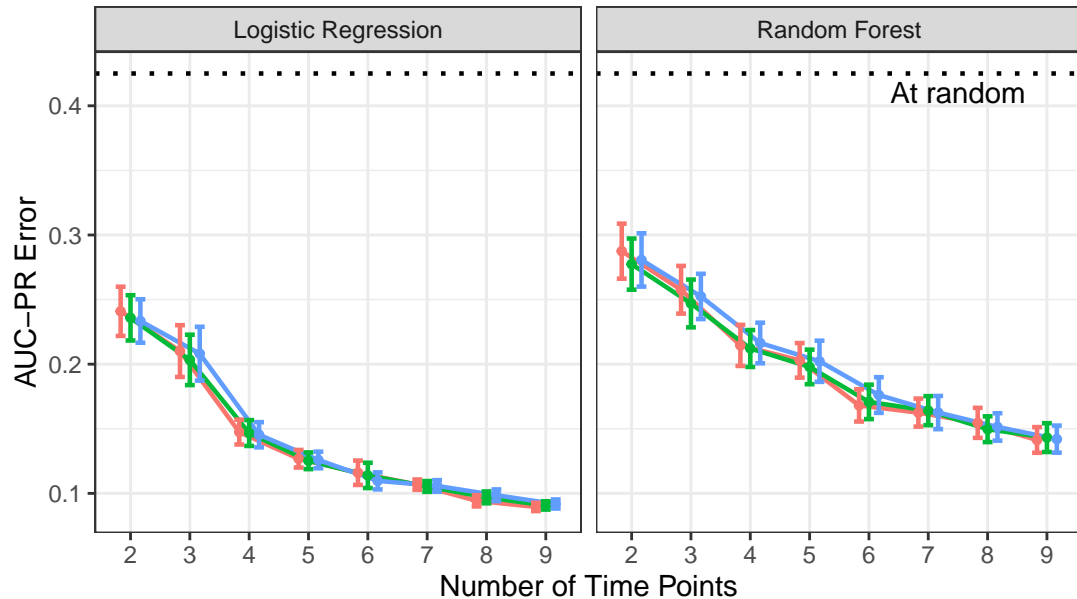 Logistic Regression
Random Forest
At random
AUC−PR Error
0.4
0.3
0.2
0.1
2 3 4 5 6 7 8 9
2 3 4 5 6 7 8 9
Number of Time Points